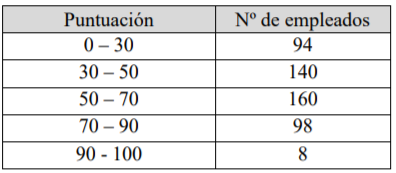 Puntuación Nº de empleados
0 – 30 94
30 – 50 140
50 – 70 160
70 – 90 98
90 - 100 8